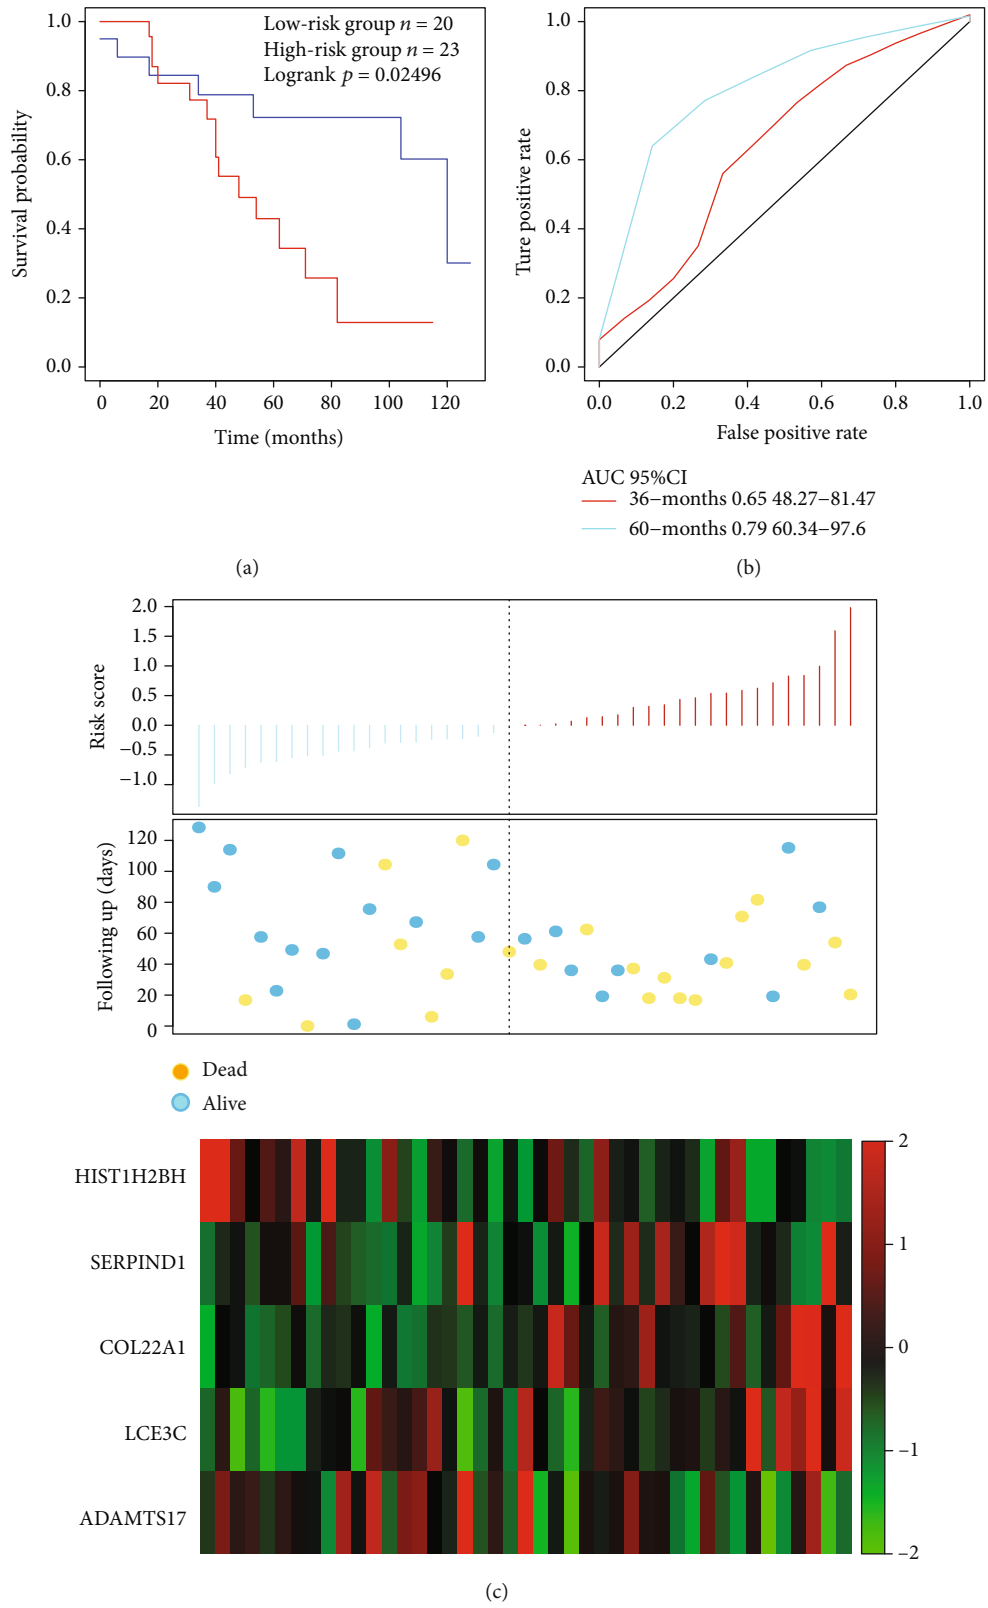 Low-risk group n = 20
High-risk group n = 23
Logrank p = 0.02496
Survival probability
1.0
0.8
0.6
0.4
0.2
0.0
0 20 40 60 80 100 120
Time (months)
(a)
Ture positive rate
1.0
0.8
0.6
0.4
0.2
0.0
0.0 0.2 0.4 0.6 0.8 1.0
False positive rate
AUC 95%CI
36−months 0.65 48.27−81.47
60−months 0.79 60.34−97.6
(b)
Risk score
2.0
1.5
1.0
0.5
0.0
−0.5
−1.0
Following up (days)
120
100
80
60
40
20
0
Dead
Alive
HIST1H2BH
SERPIND1
COL22A1
LCE3C
ADAMTS17
2
1
0
−1
−2
(c)